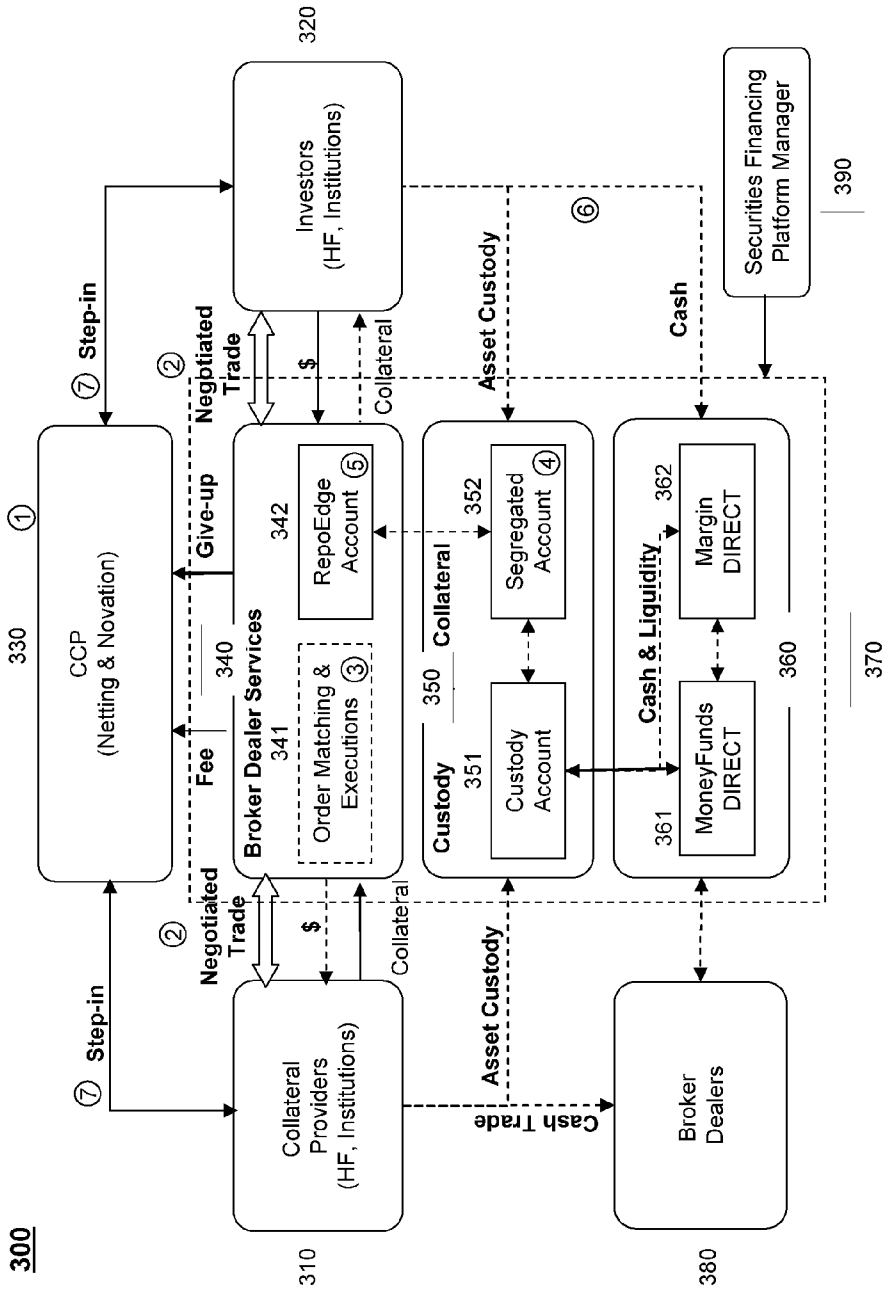 300
330
CCP
(Netting & Novation)
1
7
Step-in
7
Step-in
Fee
340
Give-up
2
Negotiated
Trade
2
Negotiated
Trade
310
Collateral
Providers
(HF, Institutions)
$
Collateral
Broker Dealer Services
341
342
Order Matching &
Executions
3
RepoEdge
Account
5
$
Collateral
320
Investors
(HF, Institutions)
Asset Custody
Cash Trade
Custody
350
Collateral
351
352
Custody
Account
Segregated
Account
4
Asset Custody
6
Cash
380
Broker
Dealers
Cash & Liquidity
361
362
MoneyFunds
DIRECT
Margin
DIRECT
360
370
Securities Financing
Platform Manager
390